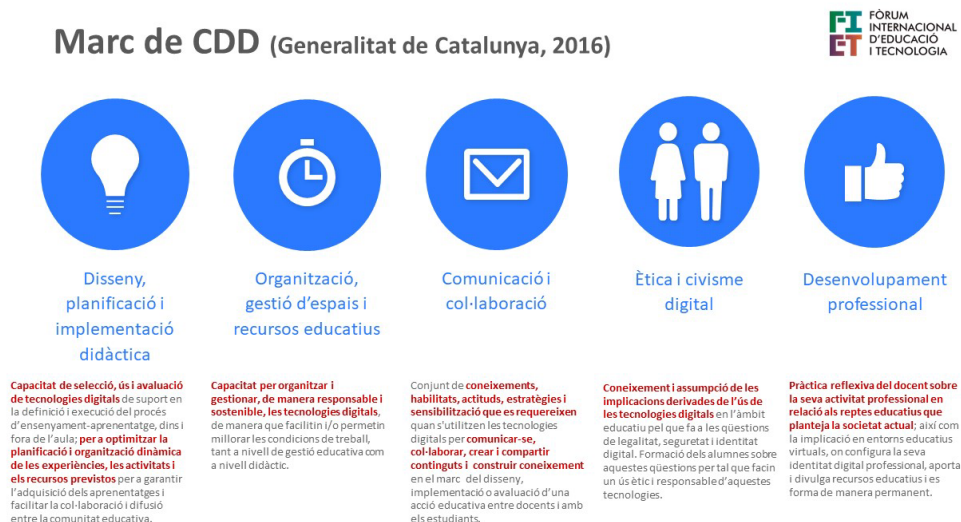 Marc de CDD (Generalitat de Catalunya, 2016)
FI
ET
FÒRUM
INTERNACIONAL
D'EDUCACIÓ
I TECNOLOGIA
Disseny,
planificació i
implementació
didàctica
Organització,
gestió d'espais i
recursos educatius
Comunicació i
col·laboració
Ètica i civisme
digital
Desenvolupament
professional
Capacitat de selecció, ús i avaluació
de tecnologies digitals de suport en
la definició i execució del procés
d'ensenyament-aprenentatge, dins i
fora de l'aula; per a optimitzar la
planificació i organització dinàmica
de les experiències, les activitats i
els recursos previstos per a garantir
l'adquisició dels aprenentatges i
facilitar la col·laboració i difusió
entre la comunitat educativa.
Capacitat per organitzar i
gestionar, de manera responsable i
sostenible, les tecnologies digitals,
de manera que facilitin i/o permetin
millorar les condicions de treball,
tant a nivell de gestió educativa com
a nivell didàctic.
Conjunt de coneixements,
habilitats, actituds, estratègies i
sensibilització que es requereixen
quan s'utilitzen les tecnologies
digitals per comunicar-se,
col·laborar, crear i compartir
continguts i construir coneixement
en el marc del disseny,
implementació o avaluació d'una
acció educativa entre docents i amb
els estudiants.
Coneixement i assumpció de les
implicacions derivades de l'ús de
les tecnologies digitals en l'àmbit
educatiu pel que fa a les qüestions
de legalitat, seguretat i identitat
digital. Formació dels alumnes sobre
aquestes qüestions per tal que facin
un ús ètic i responsable d'aquestes
tecnologies.
Pràctica reflexiva del docent sobre
la seva activitat professional en
relació als reptes educatius que
planteja la societat actual; així com
la implicació en entorns educatius
virtuals, on configura la seva
identitat digital professional, aporta
i divulga recursos educatius i es
forma de manera permanent.